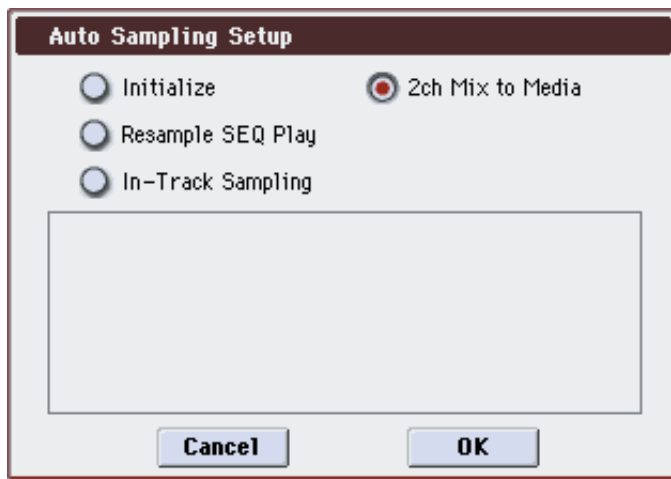 Auto Sampling Setup
Initialize
2ch Mix to Media
Resample SEQ Play
In-Track Sampling
Cancel
OK